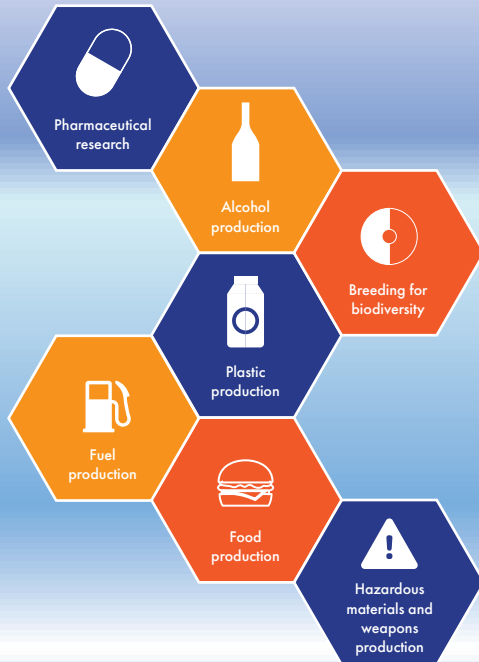 Pharmaceutical
research
Alcohol
production
Breeding for
biodiversity
Plastic
production
Fuel
production
Food
production
Hazardous
materials and
weapons
production